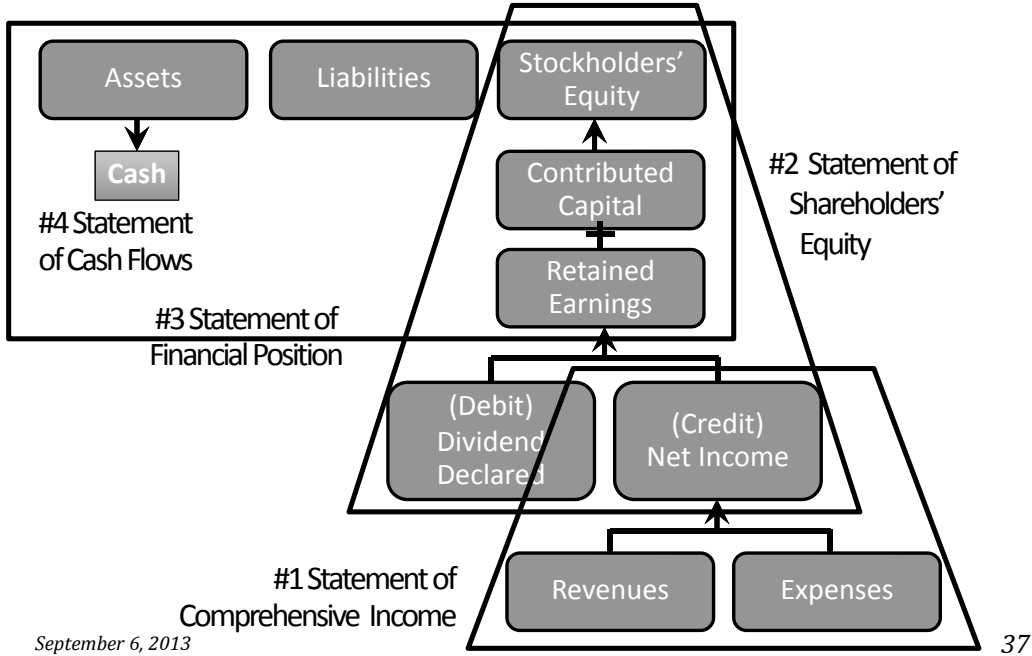 Assets
Liabilities
Stockholders’
Equity
Cash
#4 Statement
of Cash Flows
Contributed
Capital
+
Retained
Earnings
#2 Statement of
Shareholders’
Equity
#3 Statement of
Financial Position
(Debit)
Dividend
Declared
(Credit)
Net Income
Revenues
Expenses
#1 Statement of
Comprehensive Income
September 6, 2013
37